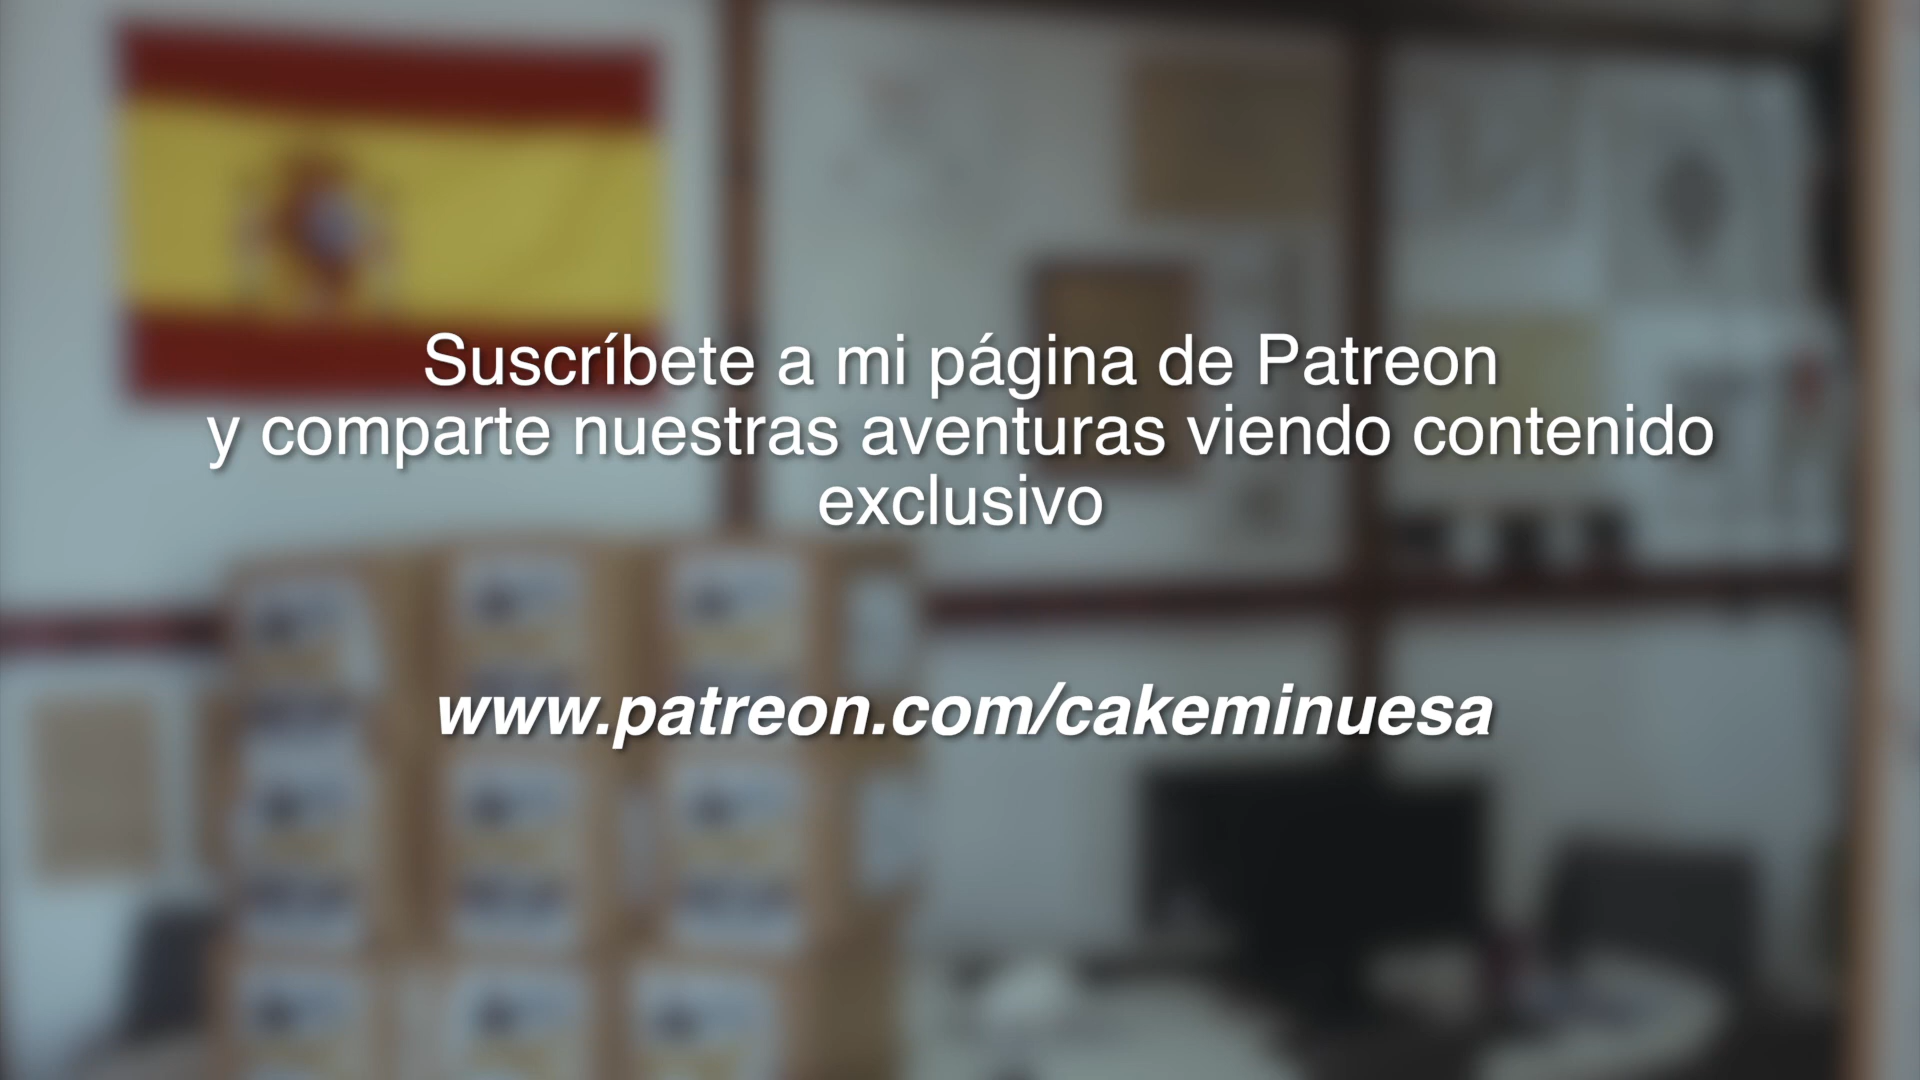 Suscríbete a mi página de Patreon
y comparte nuestras aventuras viendo contenido
exclusivo
www.patreon.com/cakeminuesa